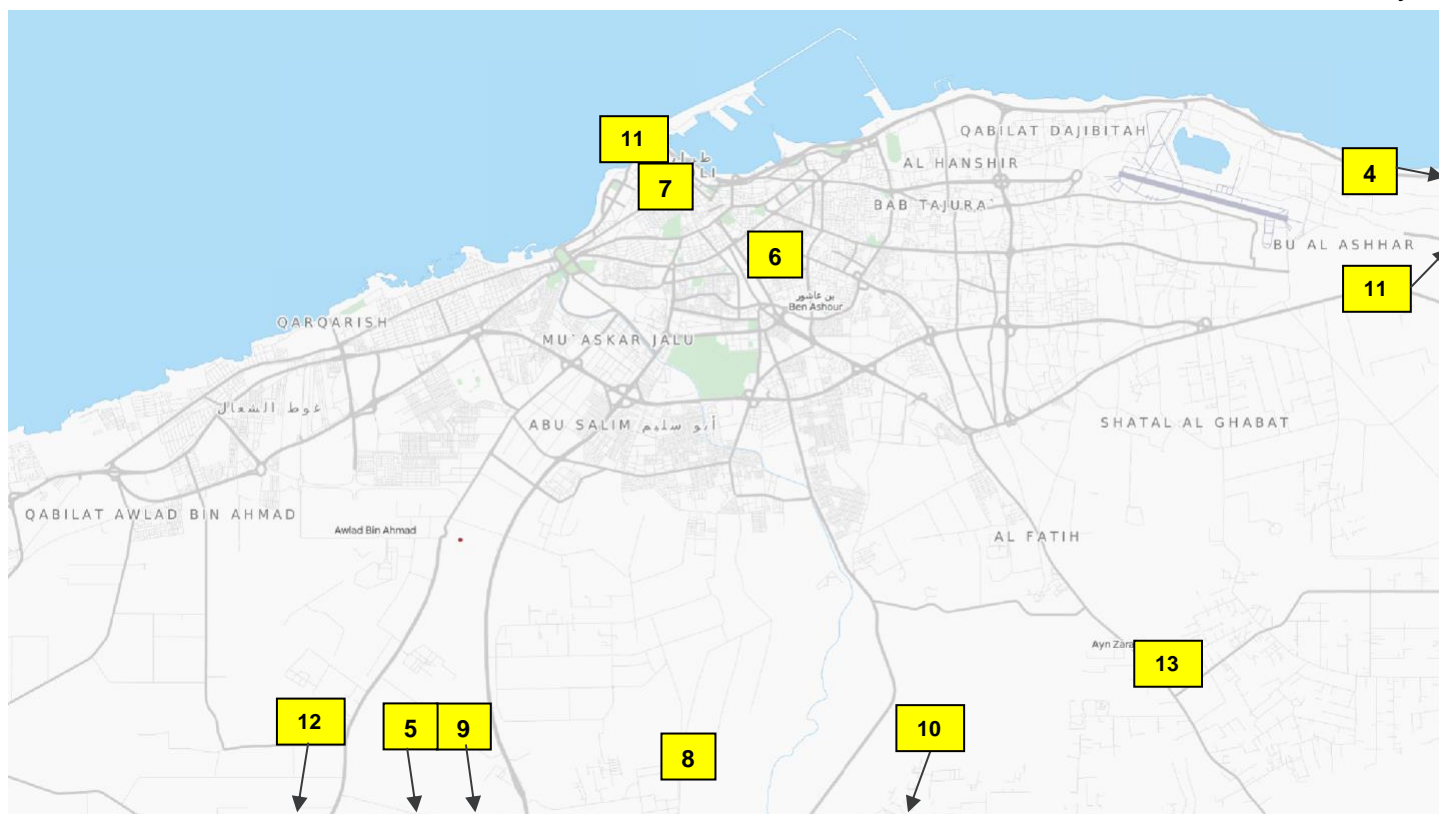 QABILAT DAJIBITAH
11
AL HANSHIR
4
7
BAB TAJURA`
BU AL ASHHAR
6
11
بن عاشور
Ben Ashour
QARQARISH
MU`ASKAR JALU
غوط الشعال
ABU SALIM أبو سليم
SHATAL AL GHABAT
QABILAT AWLAD BIN AHMAD
Awlad Bin Ahmad
AL FATIH
Ayn Zara
13
12
5
9
10
8